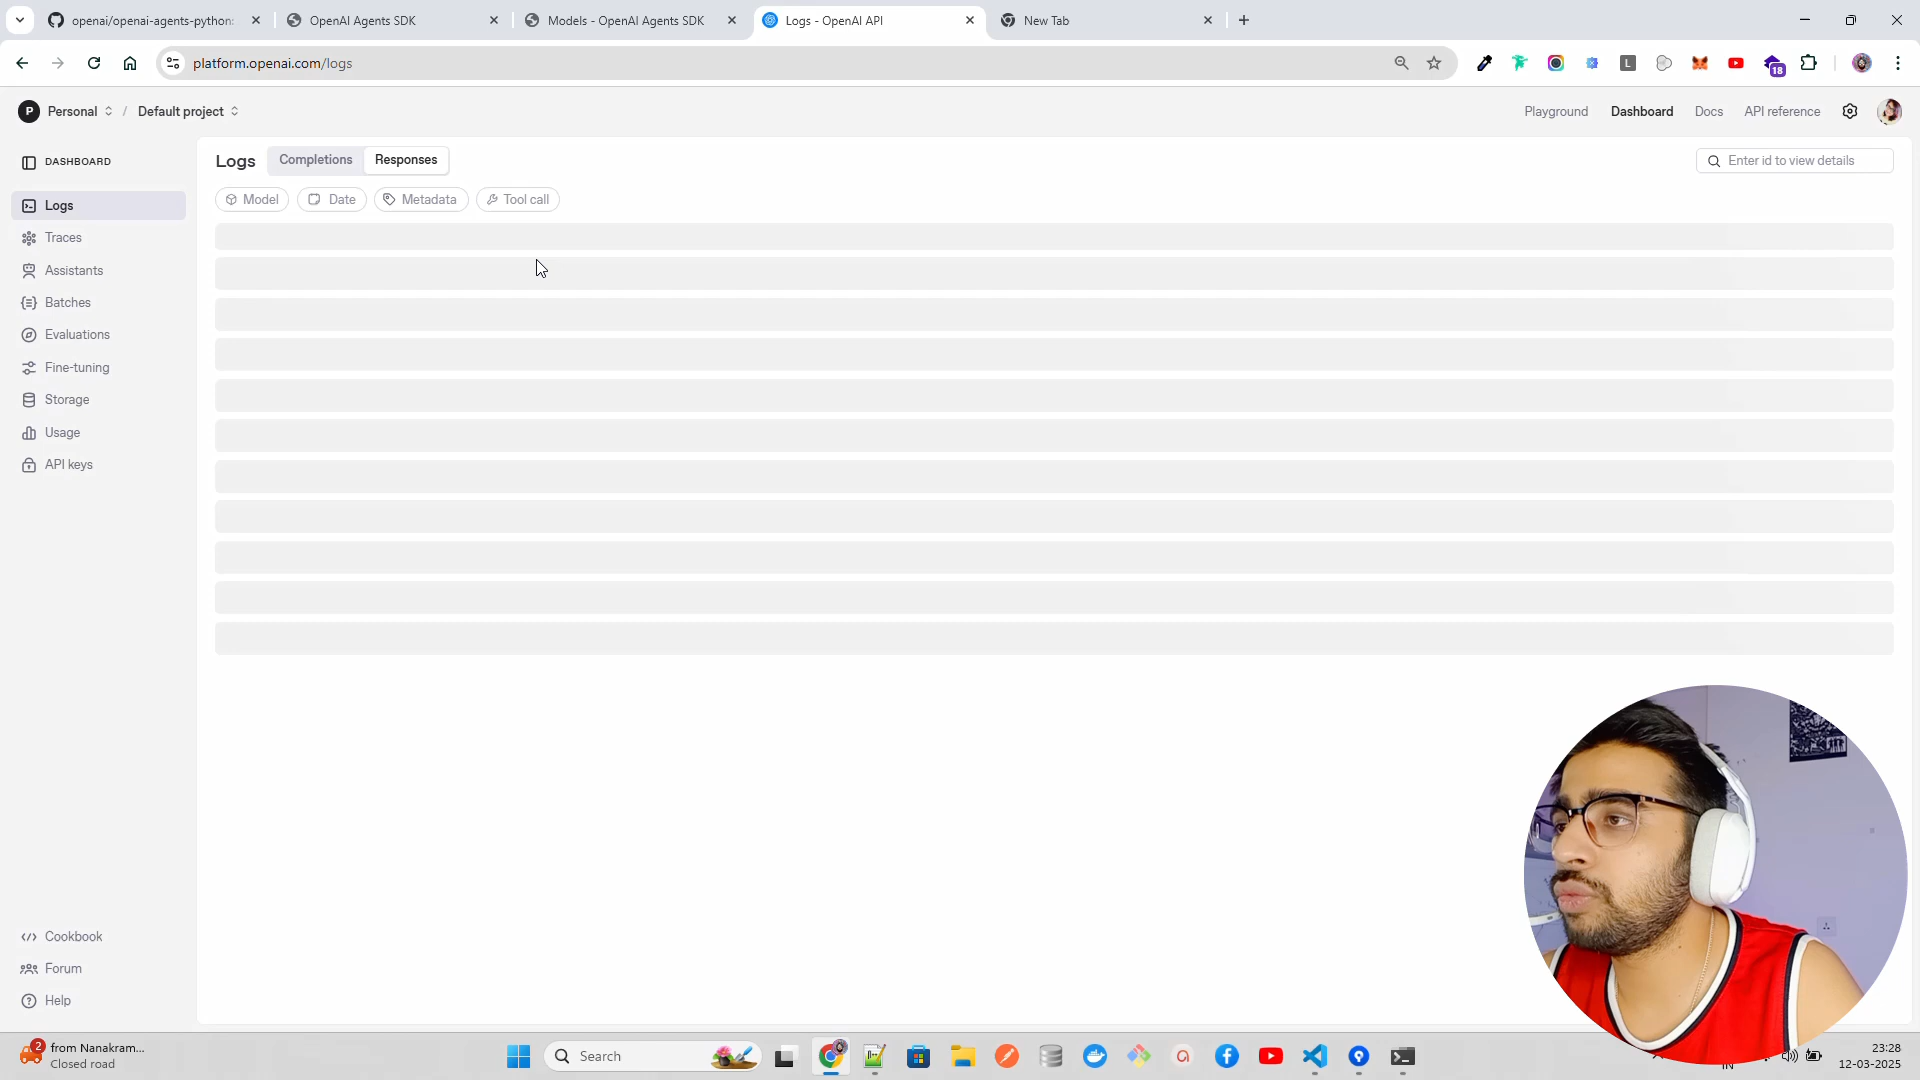 openai/openai-agents-python:
OpenAI Agents SDK
Models - OpenAI Agents SDK
Logs - OpenAI API
New Tab
platform.openai.com/logs
L
18
P Personal / Default project
Playground
Dashboard
Docs
API reference
DASHBOARD
Logs
Traces
Assistants
Batches
Evaluations
Fine-tuning
Storage
Usage
API keys
Cookbook
Forum
Help
Logs
Completions
Responses
Enter id to view details
Model
Date
Metadata
Tool call
2
from Nanakram...
Closed road
Search
IN
23:28
12-03-2025